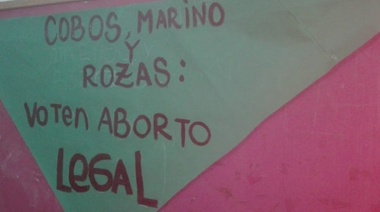 COBOS, MARINO
Y
ROZAS:
VOTEN ABORTO
LEGAL